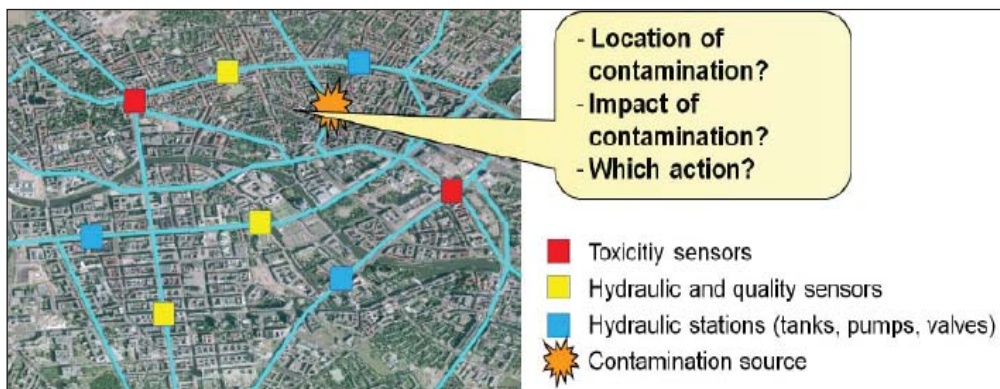 - Location of
contamination?
- Impact of
contamination?
- Which action?
Toxicitiy sensors
Hydraulic and quality sensors
Hydraulic stations (tanks, pumps, valves)
Contamination source